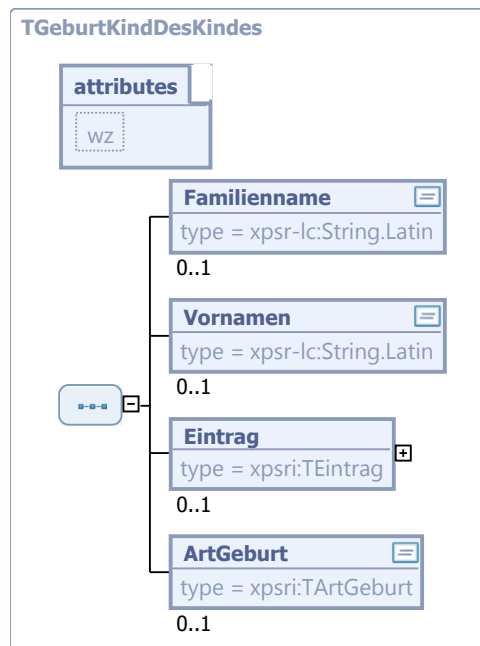 TGeburtKindDesKindes
attributes
wz
Familienname
type = xpsr-lc:String.Latin
0..1
Vornamen
type = xpsr-lc:String.Latin
0..1
Eintrag
type = xpsri:TEintrag
0..1
ArtGeburt
type = xpsri:TArtGeburt
0..1